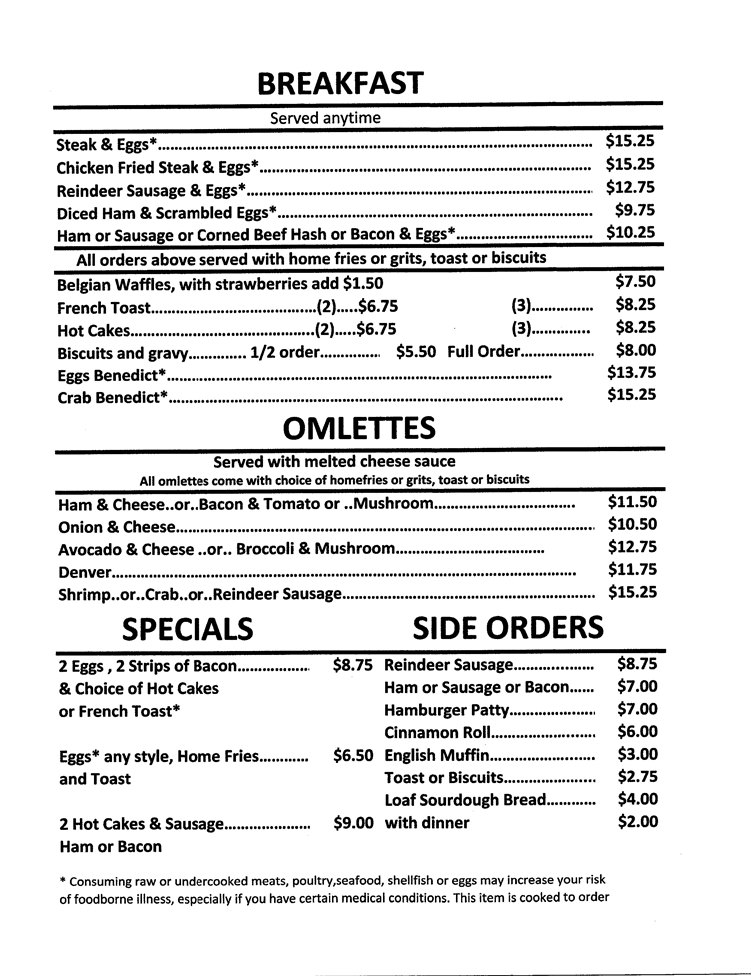 BREAKFAST
Served anytime
Steak & Eggs*.......................................................................................................... $15.25
Chicken Fried Steak & Eggs*.................................................................................. $15.25
Reindeer Sausage & Eggs*..................................................................................... $12.75
Diced Ham & Scrambled Eggs*.............................................................................. $9.75
Ham or Sausage or Corned Beef Hash or Bacon & Eggs*................................. $10.25
All orders above served with home fries or grits, toast or biscuits
Belgian Waffles, with strawberries add $1.50 $7.50
French Toast........................................(2).....$6.75 (3)............... $8.25
Hot Cakes............................................(2).....$6.75 (3).............. $8.25
Biscuits and gravy.............. 1/2 order............... $5.50 Full Order.................. $8.00
Eggs Benedict*.............................................................................................. $13.75
Crab Benedict*................................................................................................ $15.25
OMLETTES
Served with melted cheese sauce
All omlettes come with choice of homefries or grits, toast or biscuits
Ham & Cheese..or..Bacon & Tomato or ..Mushroom.................................. $11.50
Onion & Cheese..................................................................................................... $10.50
Avocado & Cheese ..or.. Broccoli & Mushroom.................................... $12.75
Denver................................................................................................................ $11.75
Shrimp..or..Crab..or..Reindeer Sausage............................................................. $15.25
SPECIALS
2 Eggs , 2 Strips of Bacon.................. $8.75
& Choice of Hot Cakes
or French Toast*
Eggs* any style, Home Fries............ $6.50
and Toast
2 Hot Cakes & Sausage..................... $9.00
Ham or Bacon
SIDE ORDERS
Reindeer Sausage.................... $8.75
Ham or Sausage or Bacon...... $7.00
Hamburger Patty..................... $7.00
Cinnamon Roll.......................... $6.00
English Muffin.......................... $3.00
Toast or Biscuits....................... $2.75
Loaf Sourdough Bread............ $4.00
with dinner $2.00
* Consuming raw or undercooked meats, poultry,seafood, shellfish or eggs may increase your risk
of foodborne illness, especially if you have certain medical conditions. This item is cooked to order